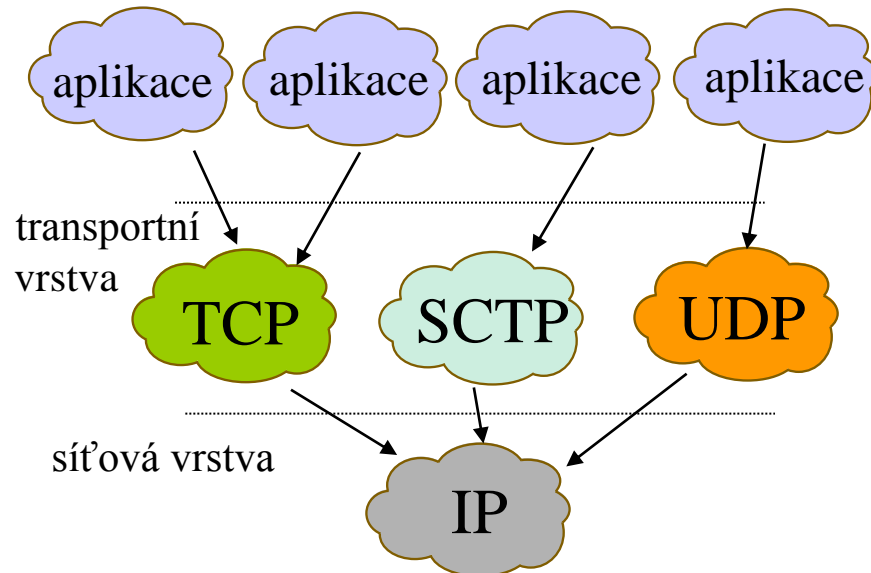 aplikace
aplikace
aplikace
aplikace
transportní
vrstva
TCP
SCTP
UDP
síťová vrstva
IP